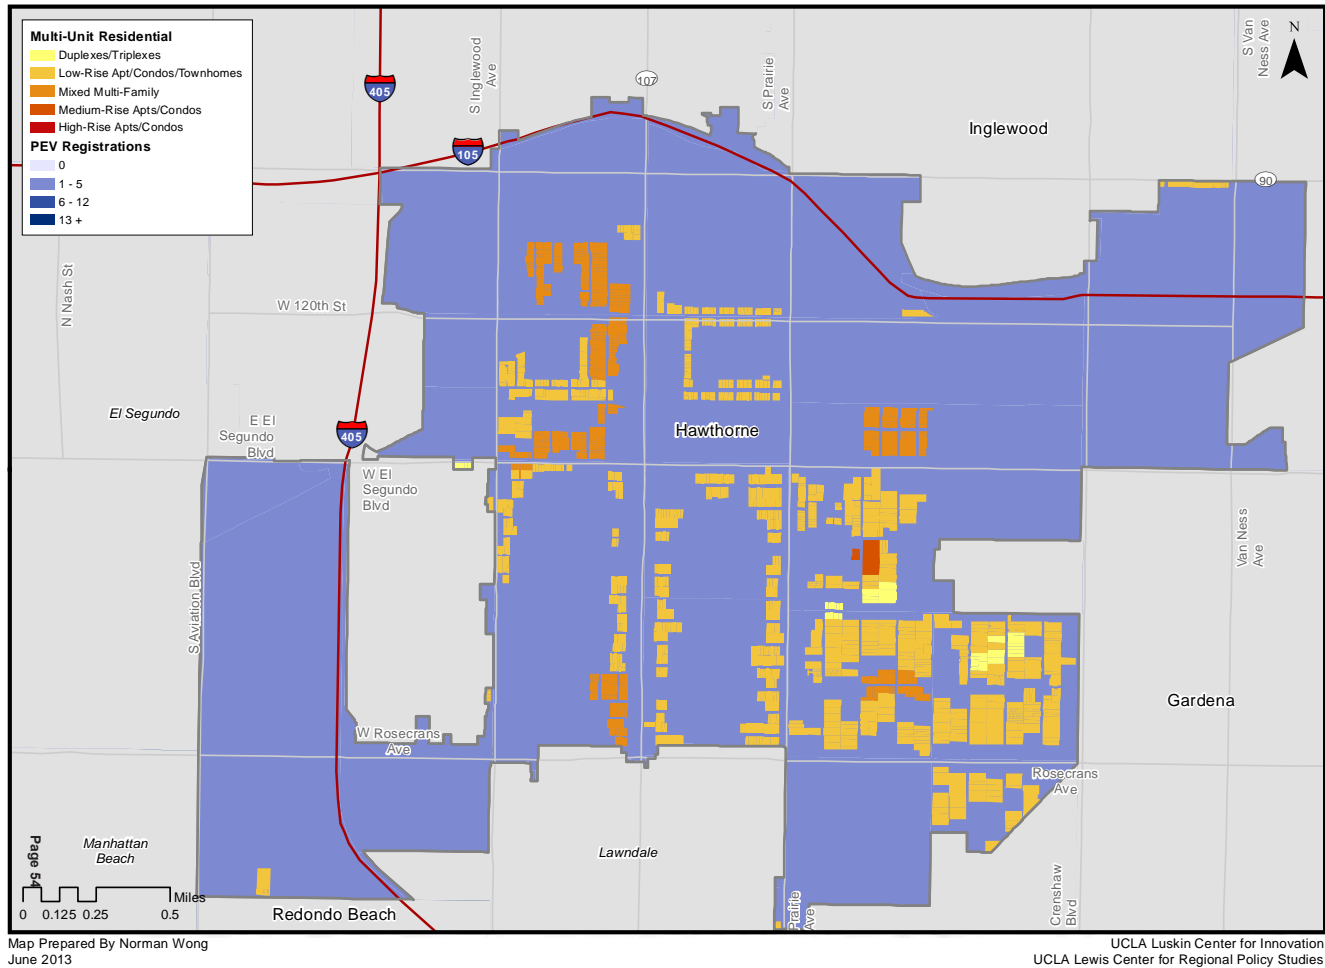 Multi-Unit Residential
Duplexes/Triplexes
Low-Rise Apt/Condos/Townhomes
Mixed Multi-Family
Medium-Rise Apts/Condos
High-Rise Apts/Condos
PEV Registrations
0
1 - 5
6 - 12
13 +
405
S Inglewood
Ave
107
S Prairie
Ave
S Van
Ness Ave
N
Inglewood
105
90
N Nash St
W 120th St
El Segundo
E El
Segundo
Blvd
405
Hawthorne
W El
Segundo
Blvd
Van Ness
Ave
S Aviation Blvd
Gardena
W Rosecrans
Ave
Rosecrans
Ave
Manhattan
Beach
Lawndale
Page 54
Miles
0 0.125 0.25 0.5
Redondo Beach
Prairie
Ave
Crenshaw
Blvd
Map Prepared By Norman Wong
June 2013
UCLA Luskin Center for Innovation
UCLA Lewis Center for Regional Policy Studies